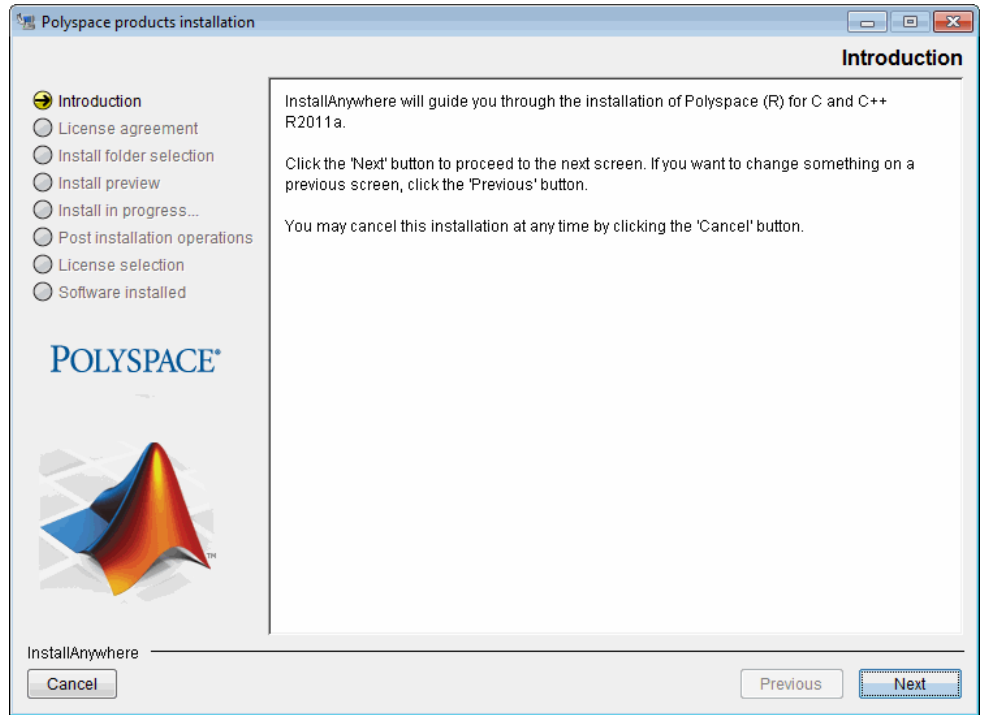 Polyspace products installation
Introduction
Introduction
License agreement
Install folder selection
Install preview
Install in progress...
Post installation operations
License selection
Software installed
POLYSPACE®
TM
InstallAnywhere will guide you through the installation of Polyspace (R) for C and C++
R2011a.
Click the 'Next' button to proceed to the next screen. If you want to change something on a
previous screen, click the 'Previous' button.
You may cancel this installation at any time by clicking the 'Cancel' button.
InstallAnywhere
Cancel
Previous
Next